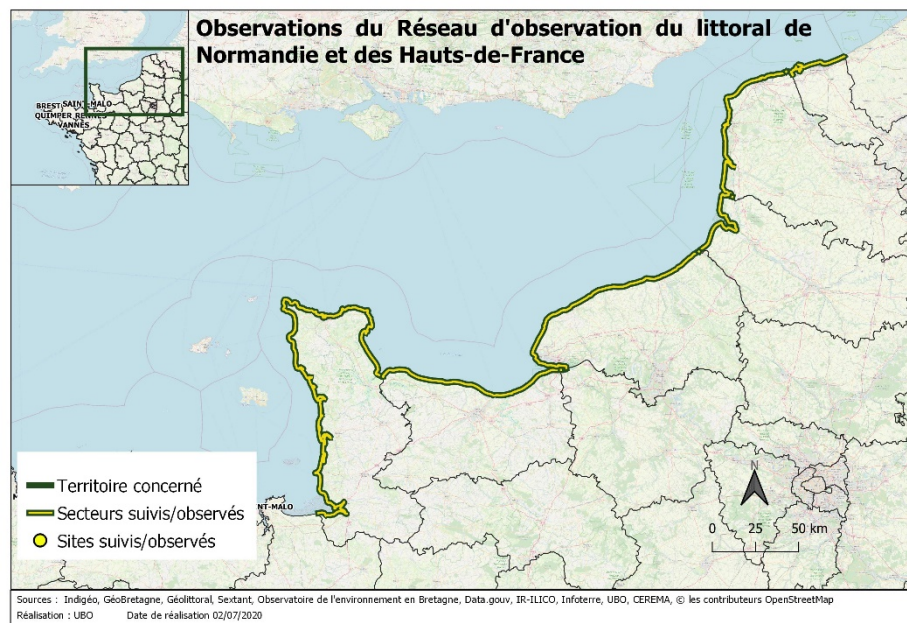 Observations du Réseau d'observation du littoral de
Normandie et des Hauts-de-France
BREST SAINT-MALO
QUIMPER RENNES
VANNES
NT-MALO
Territoire concerné
Secteurs suivis/observés
Sites suivis/observés
N
0 25 50 km
Sources : Indigéo, GéoBretagne, Géolittoral, Sextant, Observatoire de l'environnement en Bretagne, Data.gouv, IR-ILICO, Infoterre, UBO, CEREMA, © les contributeurs OpenStreetMap
Réalisation : UBO Date de réalisation 02/07/2020